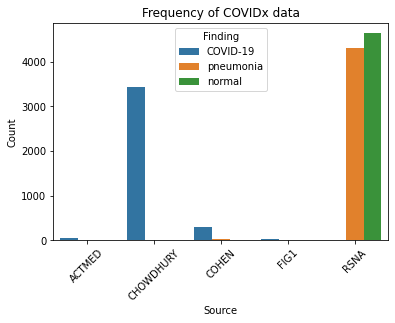 Frequency of COVIDx data
Finding
COVID-19
pneumonia
normal
Count
4000
3000
2000
1000
0
ACTMED
CHOWDHURY
COHEN
FIG1
RSNA
Source